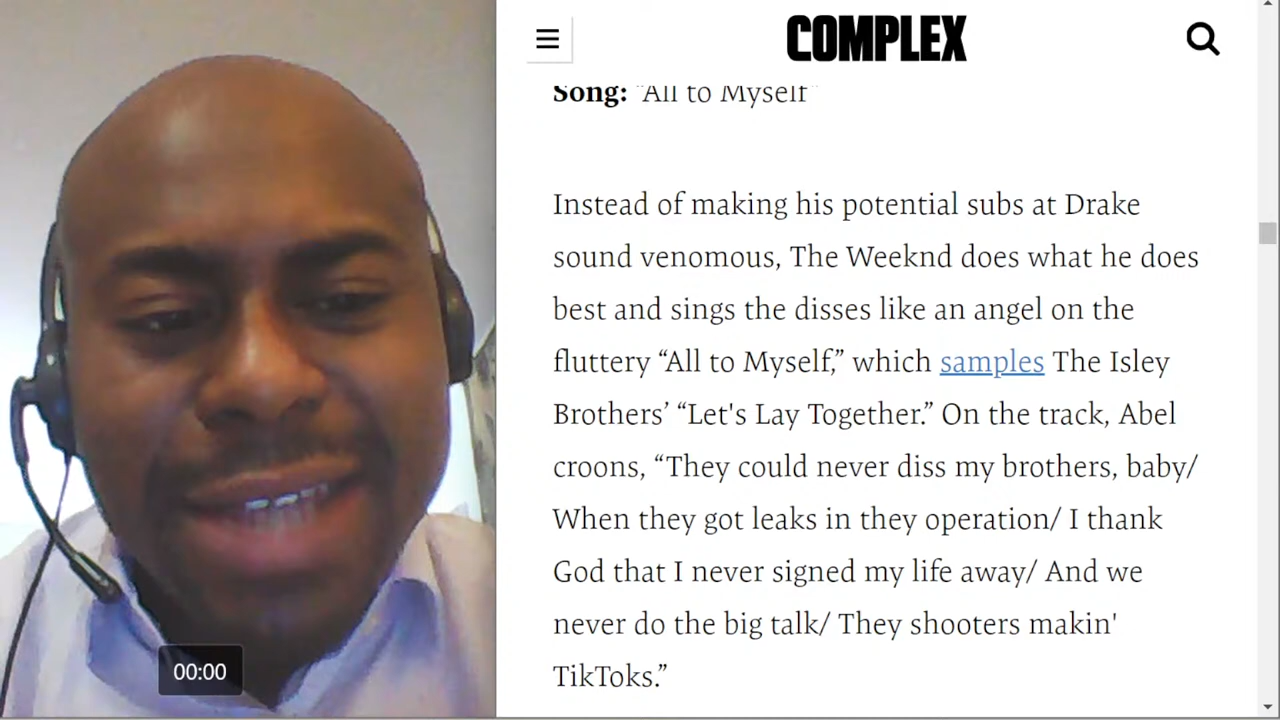 COMPLEX
Song: "All to Myself"
Instead of making his potential subs at Drake
sound venomous, The Weeknd does what he does
best and sings the disses like an angel on the
fluttery “All to Myself,” which samples The Isley
Brothers’ “Let's Lay Together.” On the track, Abel
croons, “They could never diss my brothers, baby/
When they got leaks in they operation/ I thank
God that I never signed my life away/ And we
never do the big talk/ They shooters makin'
TikToks.”
00:00